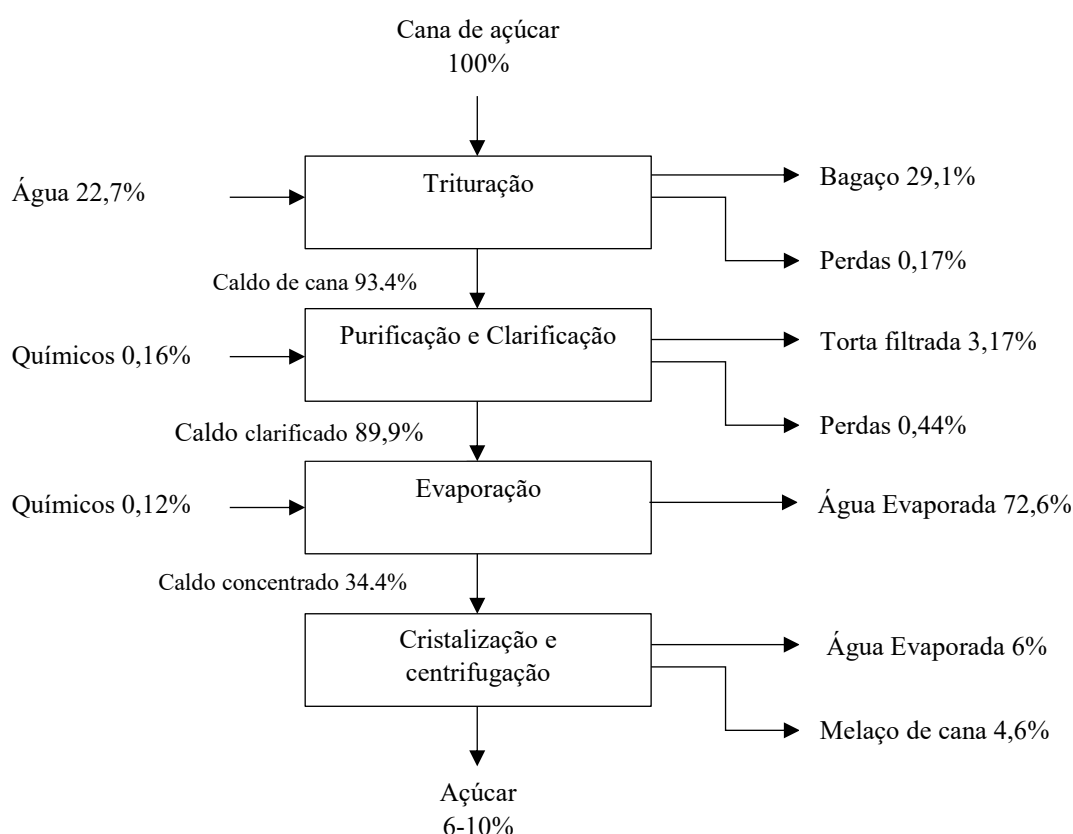 Cana de açúcar
100%
Água 22,7%
Trituração
Bagaço 29,1%
Perdas 0,17%
Caldo de cana 93,4%
Químicos 0,16%
Purificação e Clarificação
Torta filtrada 3,17%
Perdas 0,44%
Caldo clarificado 89,9%
Químicos 0,12%
Evaporação
Água Evaporada 72,6%
Caldo concentrado 34,4%
Cristalização e
centrifugação
Água Evaporada 6%
Melaço de cana 4,6%
Açúcar
6-10%